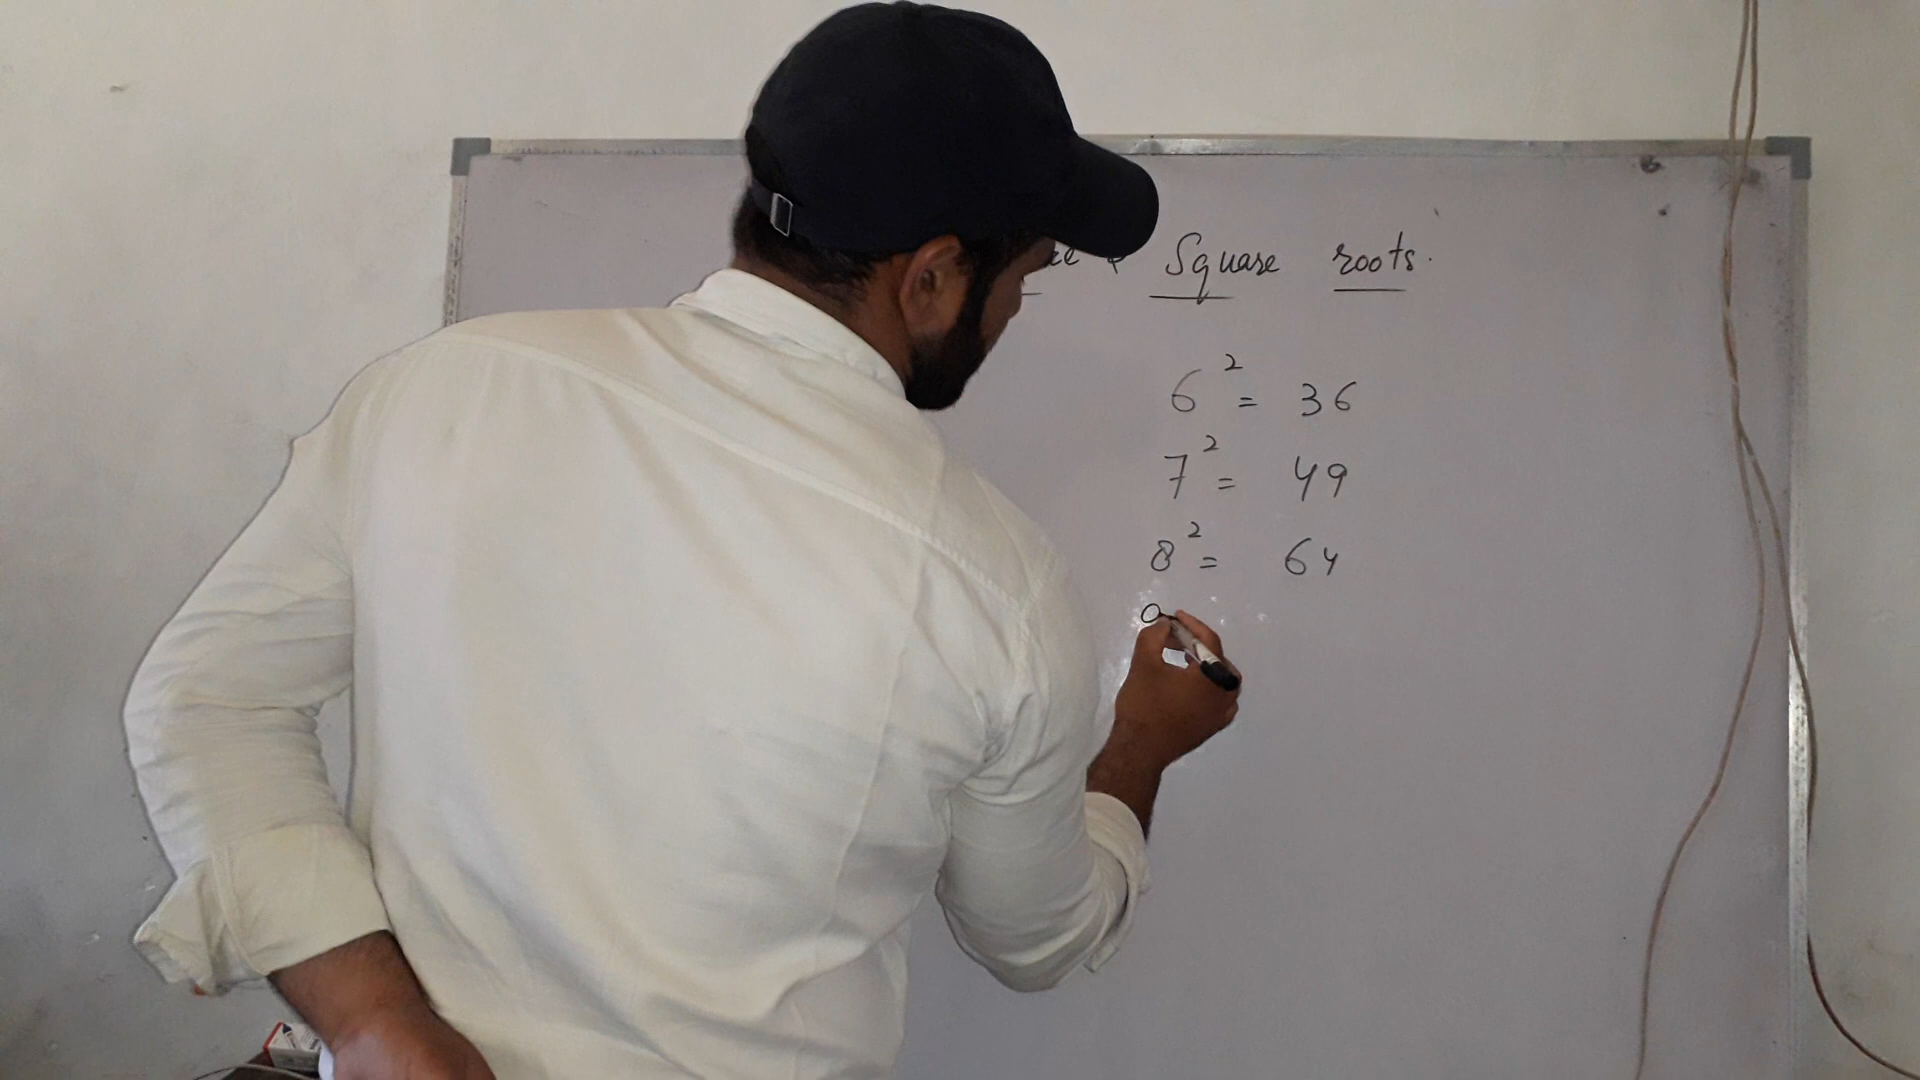 Square roots.
6² = 36
7² = 49
8² = 64